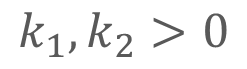 k₁, k₂ > 0